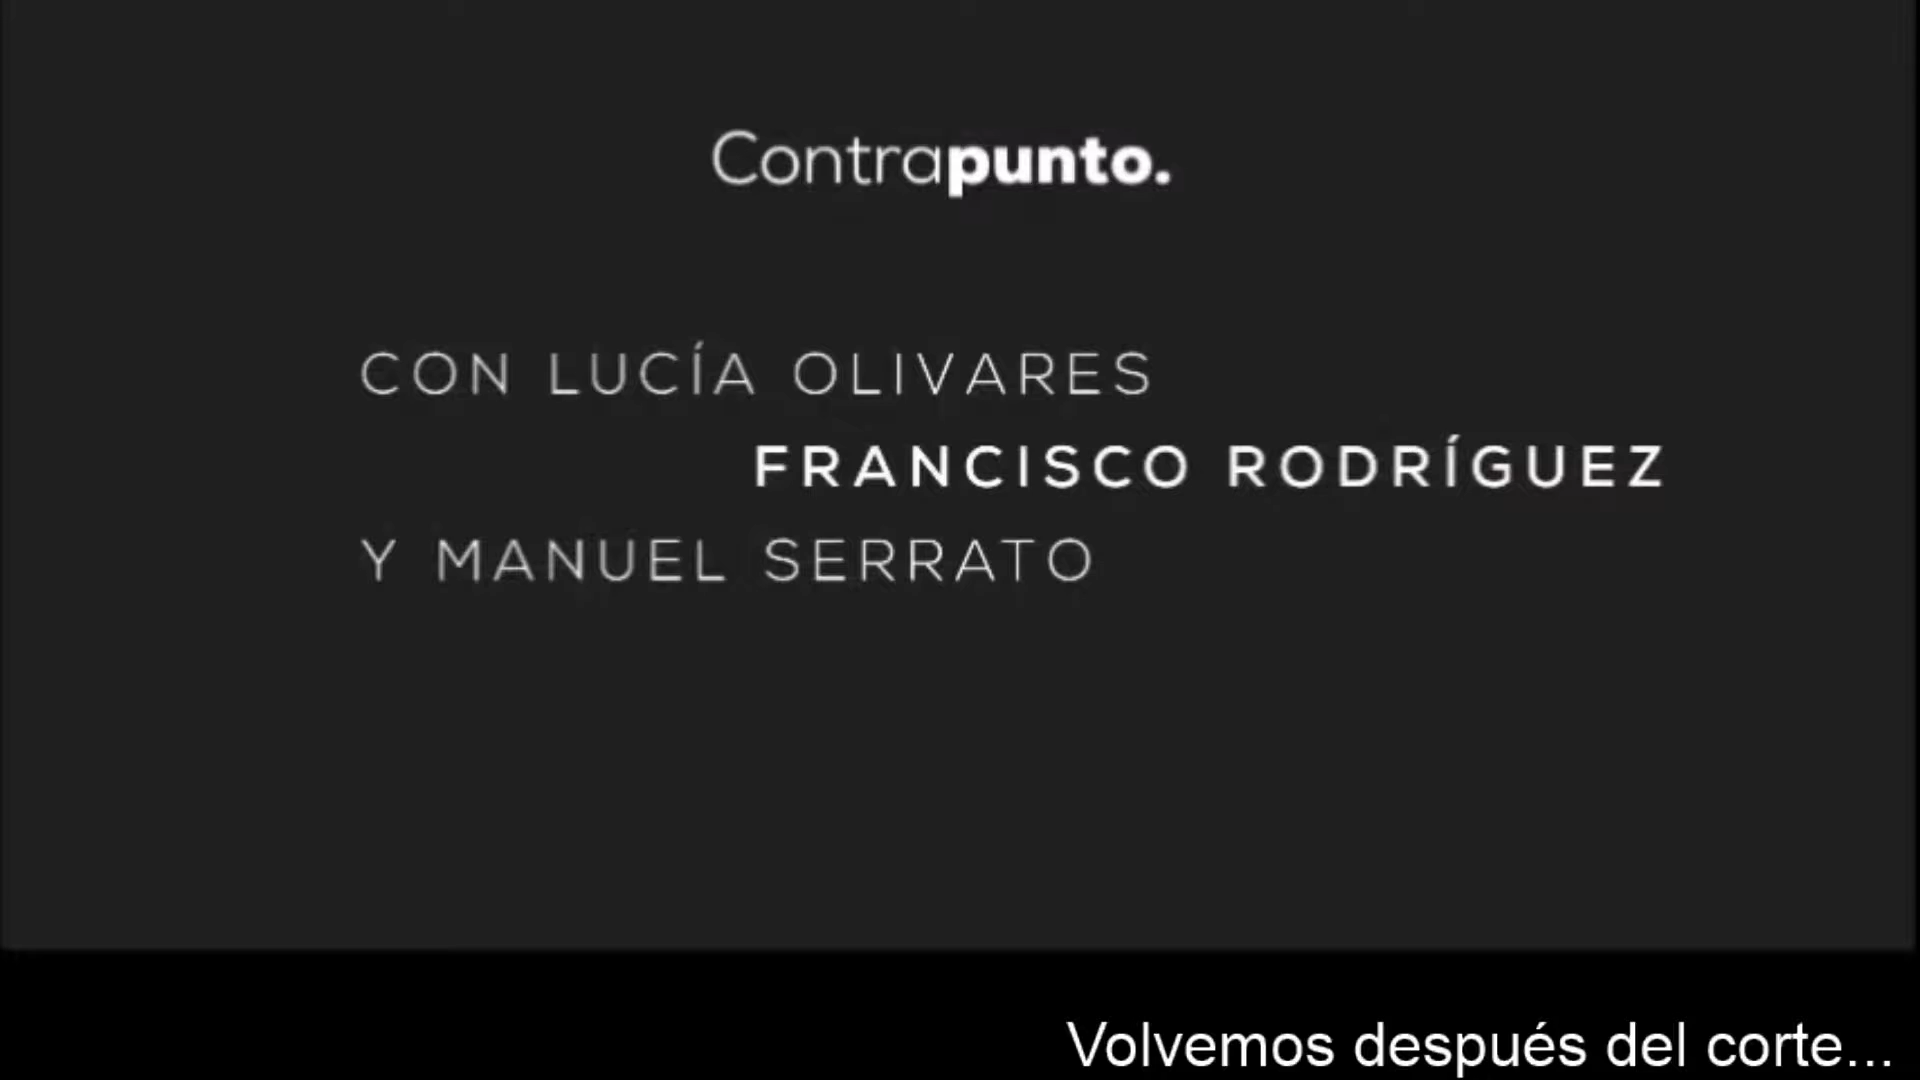 Contrapunto.
CON LUCÍA OLIVARES
FRANCISCO RODRÍGUEZ
Y MANUEL SERRATO
Volvemos después del corte...